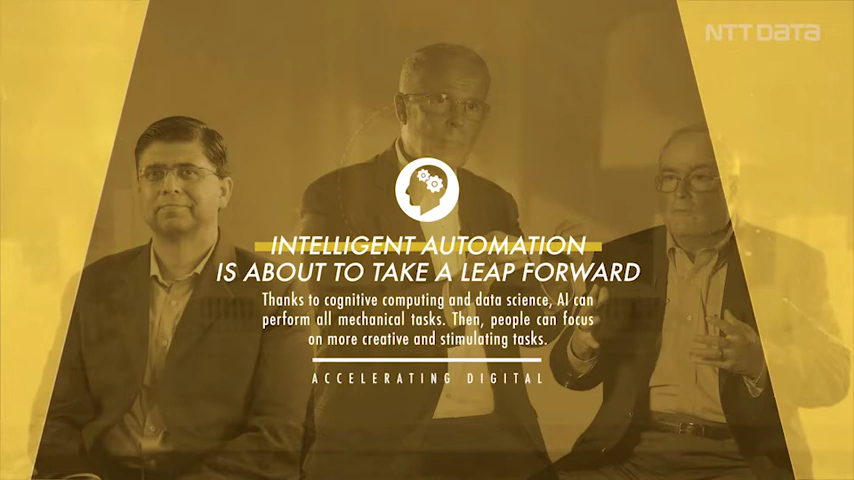 NTT DATA
INTELLIGENT AUTOMATION
IS ABOUT TO TAKE A LEAP FORWARD
Thanks to cognitive computing and data science, AI can
perform all mechanical tasks. Then, people can focus
on more creative and stimulating tasks.
ACCELERATING DIGITAL